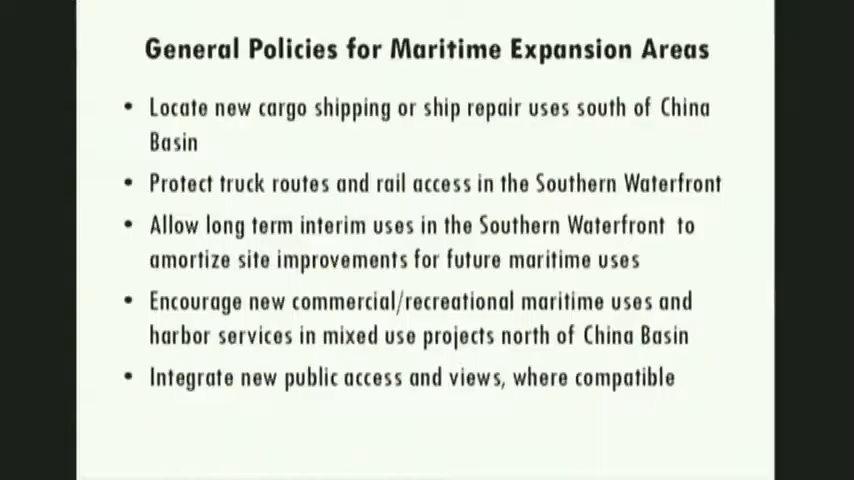 General Policies for Maritime Expansion Areas
• Locate new cargo shipping or ship repair uses south of China
Basin
• Protect truck routes and rail access in the Southern Waterfront
• Allow long term interim uses in the Southern Waterfront to
amortize site improvements for future maritime uses
• Encourage new commercial/recreational maritime uses and
harbor services in mixed use projects north of China Basin
• Integrate new public access and views, where compatible